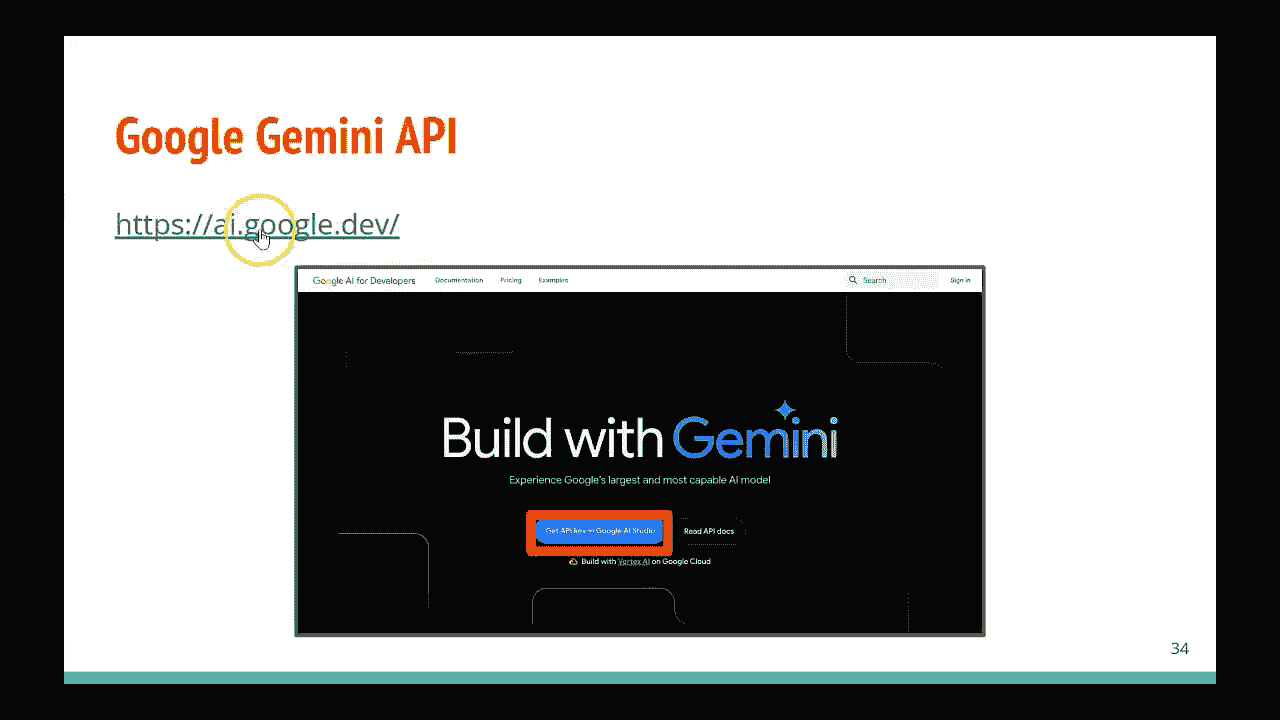 Google Gemini API
https://ai.google.dev/
Google AI for Developers Documentation Pricing Examples Search Sign in
Build with Gemini
Experience Google's largest and most capable AI model
Get API key in Google AI Studio Read API docs
Build with Vertex AI on Google Cloud
34